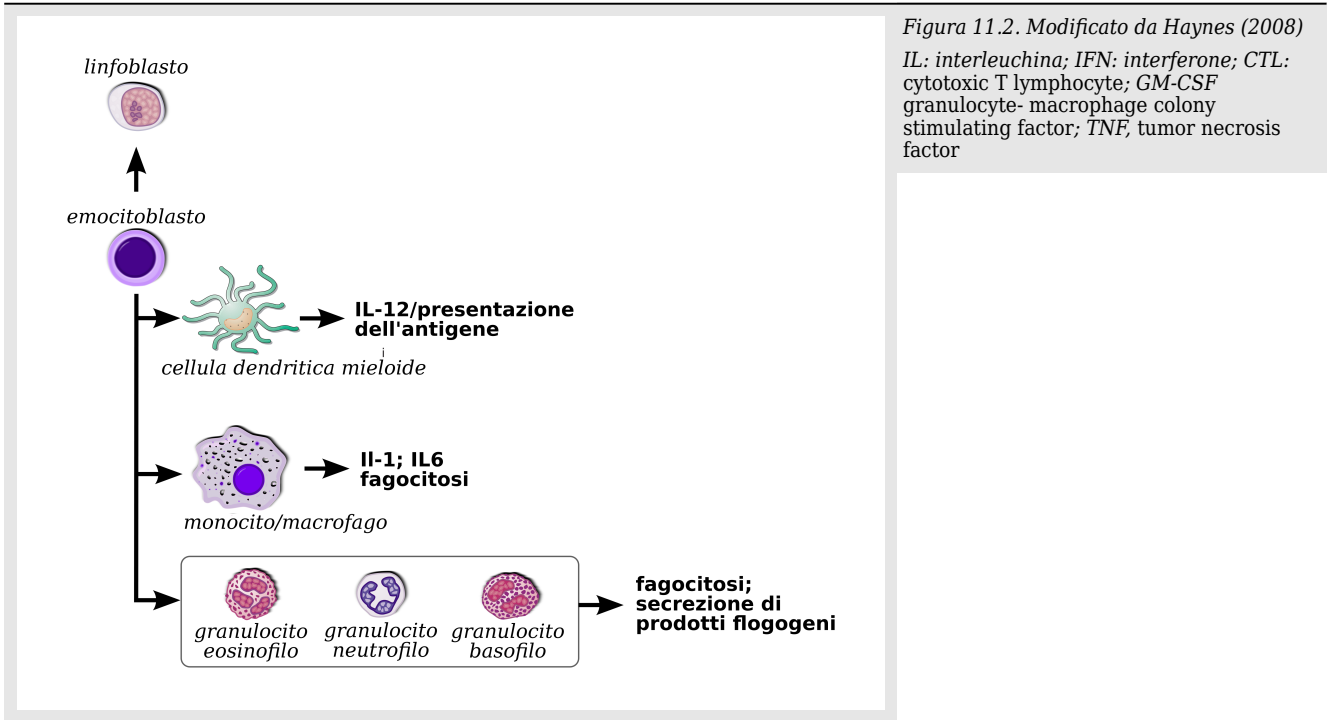 linfoblasto
emocitoblasto
IL-12/presentazione
dell'antigene
i
cellula dendritica mieloide
Il-1; IL6
fagocitosi
monocito/macrofago
granulocito
eosinofilo
granulocito
neutrofilo
granulocito
basofilo
fagocitosi;
secrezione di
prodotti flogogeni
Figura 11.2. Modificato da Haynes (2008)
IL: interleuchina; IFN: interferone; CTL:
cytotoxic T lymphocyte; GM-CSF
granulocyte- macrophage colony
stimulating factor; TNF, tumor necrosis
factor